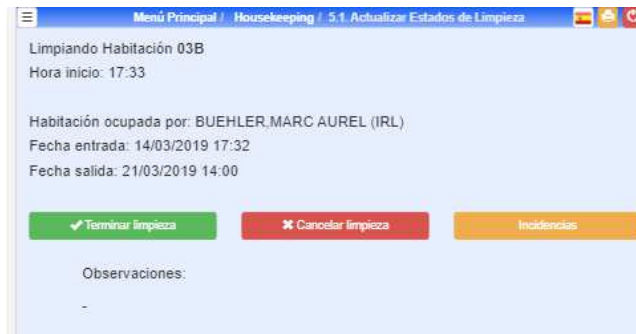 Menú Principal / Housekeeping / 5.1. Actualizar Estados de Limpieza
Limpiando Habitación 03B
Hora inicio: 17:33
Habitación ocupada por: BUEHLER,MARC AUREL (IRL)
Fecha entrada: 14/03/2019 17:32
Fecha salida: 21/03/2019 14:00
Terminar limpieza Cancelar limpieza Incidencias
Observaciones:
-